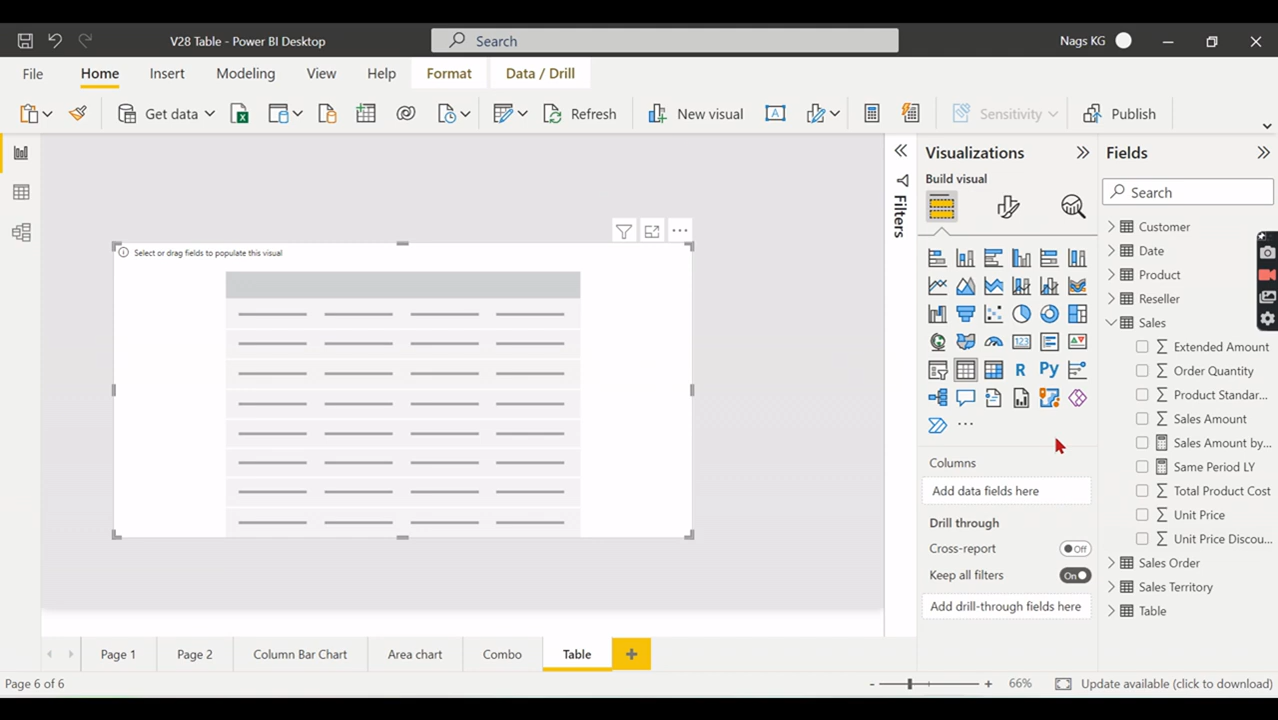 V28 Table - Power BI Desktop
Search
Nags KG
File
Home
Insert
Modeling
View
Help
Format
Data / Drill
Get data
Refresh
New visual
Sensitivity
Publish
Filters
Select or drag fields to populate this visual
Visualizations
Build visual
123
R
Py
Columns
Add data fields here
Drill through
Cross-report
Off
Keep all filters
On
Add drill-through fields here
Fields
Search
Customer
Date
Product
Reseller
Sales
Extended Amount
Order Quantity
Product Standar...
Sales Amount
Sales Amount by...
Same Period LY
Total Product Cost
Unit Price
Unit Price Discou...
Sales Order
Sales Territory
Table
Page 1
Page 2
Column Bar Chart
Area chart
Combo
Table
Page 6 of 6
66%
Update available (click to download)